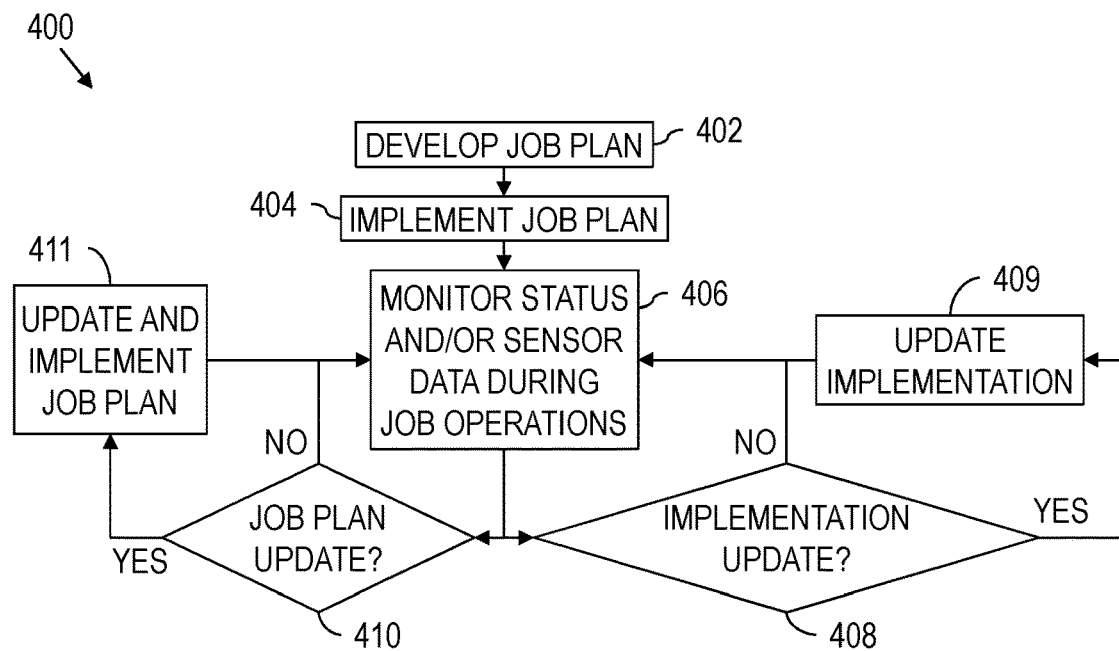 400
DEVELOP JOB PLAN
402
404
IMPLEMENT JOB PLAN
411
UPDATE AND
IMPLEMENT
JOB PLAN
MONITOR STATUS
AND/OR SENSOR
DATA DURING
JOB OPERATIONS
406
409
UPDATE
IMPLEMENTATION
NO
JOB PLAN
UPDATE?
YES
410
NO
IMPLEMENTATION
UPDATE?
YES
408